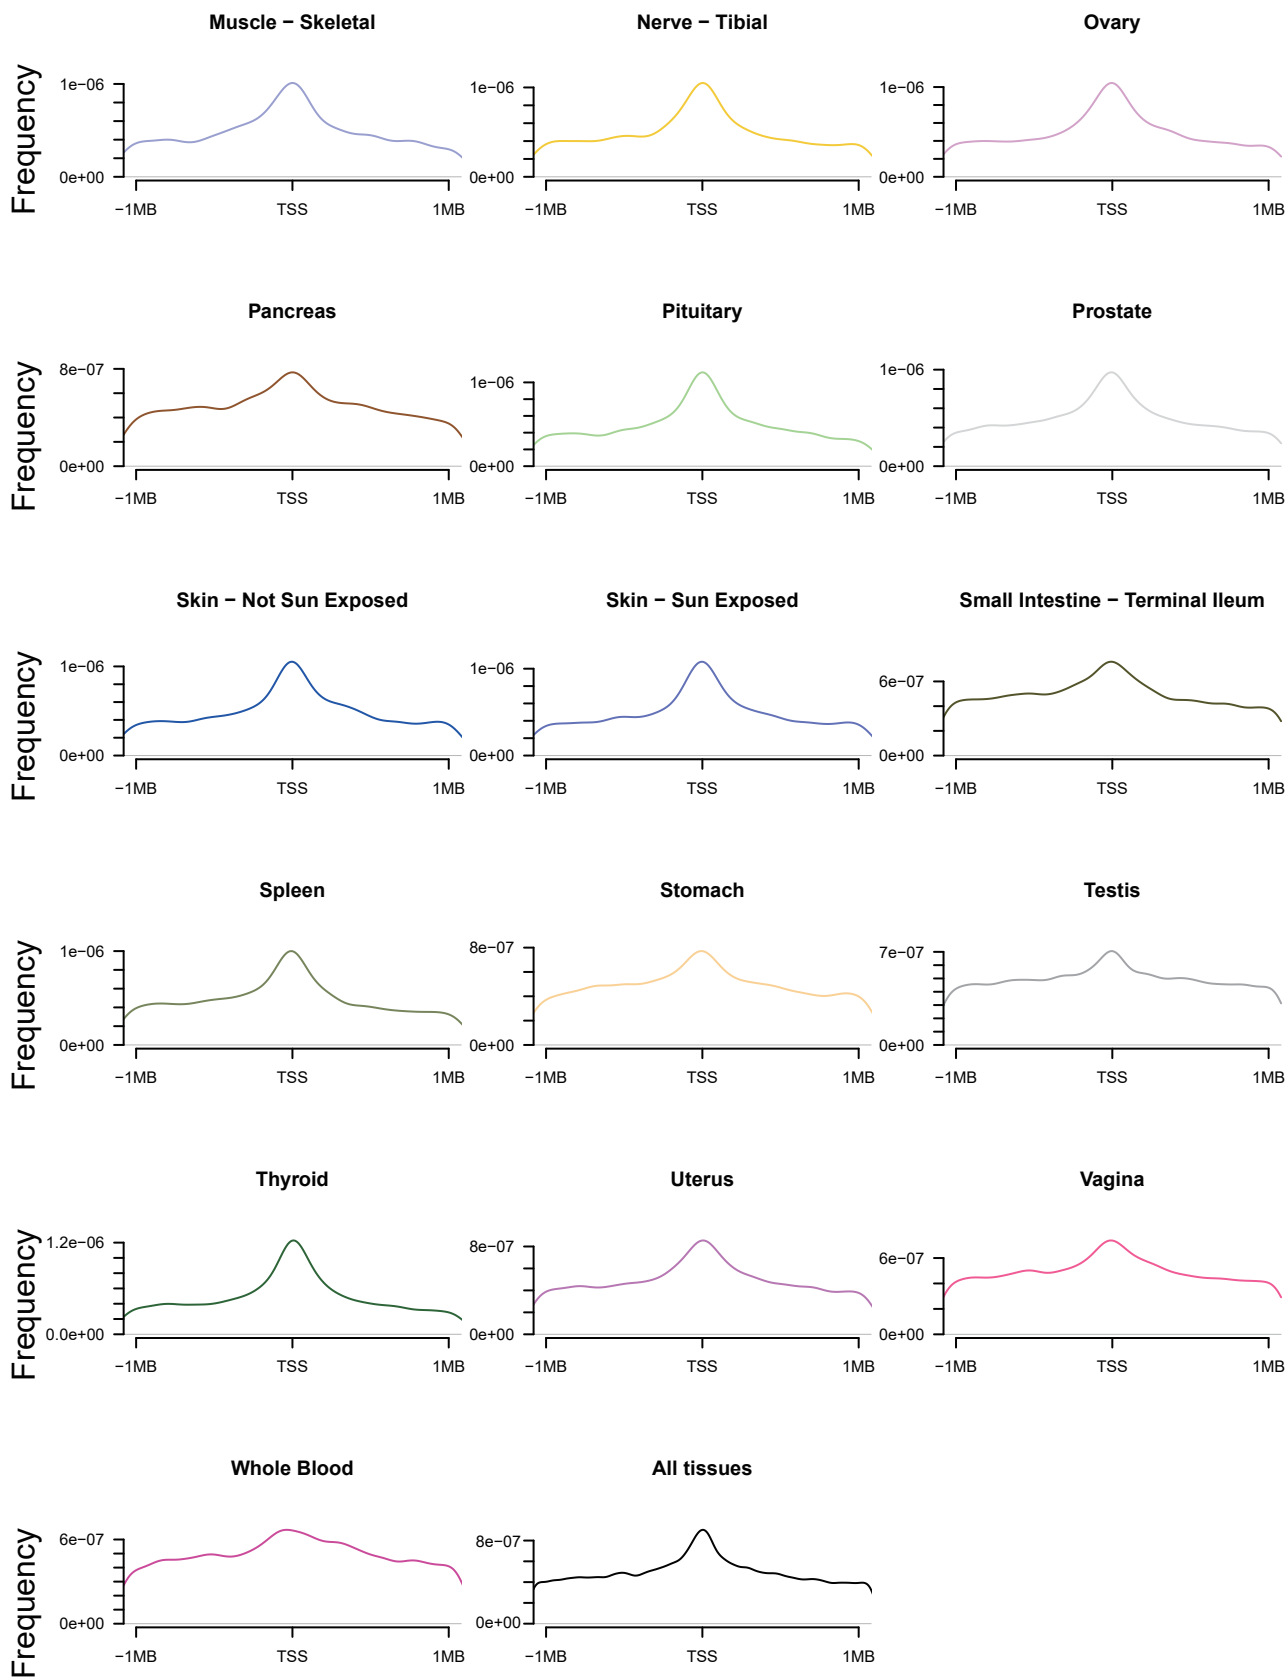 Muscle − Skeletal
Nerve − Tibial
Ovary
Frequency
1e−06
0e+00
−1MB
TSS
1MB
1e−06
0e+00
−1MB
TSS
1MB
1e−06
0e+00
−1MB
TSS
1MB
Pancreas
Pituitary
Prostate
Frequency
8e−07
0e+00
−1MB
TSS
1MB
1e−06
0e+00
−1MB
TSS
1MB
1e−06
0e+00
−1MB
TSS
1MB
Skin − Not Sun Exposed
Skin − Sun Exposed
Small Intestine − Terminal Ileum
Frequency
1e−06
0e+00
−1MB
TSS
1MB
1e−06
0e+00
−1MB
TSS
1MB
6e−07
0e+00
−1MB
TSS
1MB
Spleen
Stomach
Testis
Frequency
1e−06
0e+00
−1MB
TSS
1MB
8e−07
0e+00
−1MB
TSS
1MB
7e−07
0e+00
−1MB
TSS
1MB
Thyroid
Uterus
Vagina
Frequency
1.2e−06
0.0e+00
−1MB
TSS
1MB
8e−07
0e+00
−1MB
TSS
1MB
6e−07
0e+00
−1MB
TSS
1MB
Whole Blood
All tissues
Frequency
6e−07
0e+00
−1MB
TSS
1MB
8e−07
0e+00
−1MB
TSS
1MB